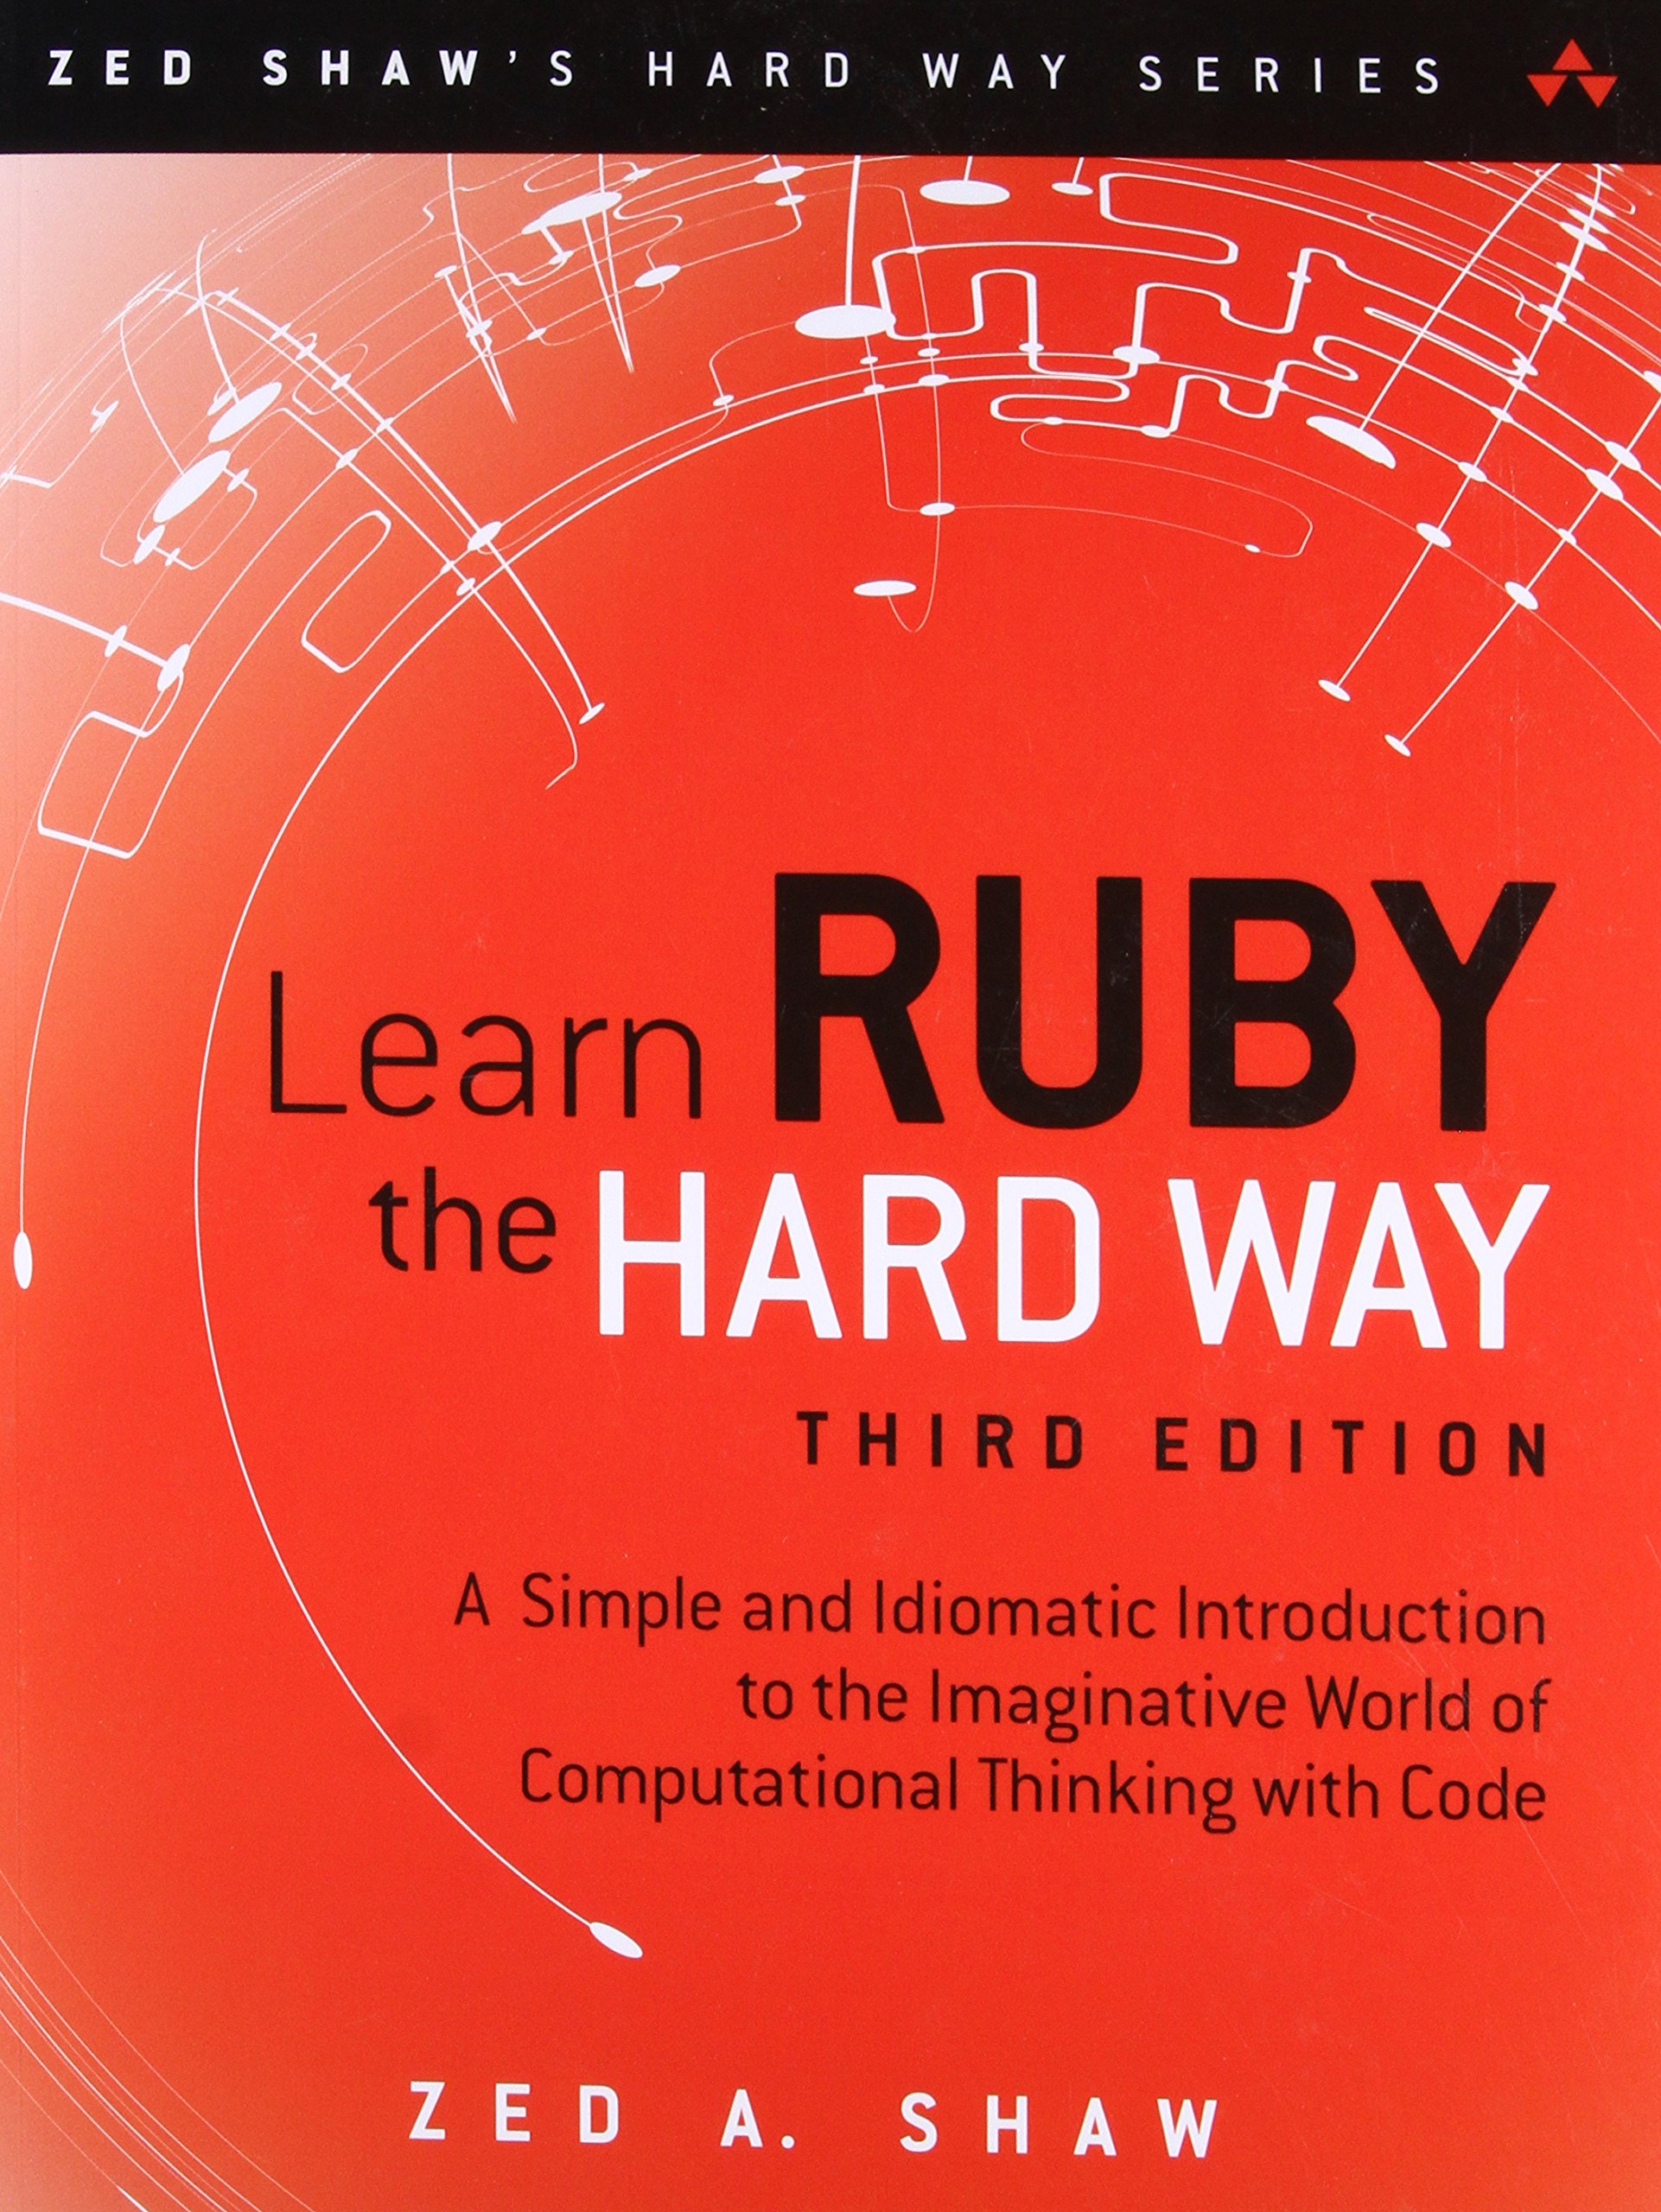 ZED SHAW'S HARD WAY SERIES
Learn RUBY
the HARD WAY
THIRD EDITION
A Simple and Idiomatic Introduction
to the Imaginative World of
Computational Thinking with Code
ZED A. SHAW